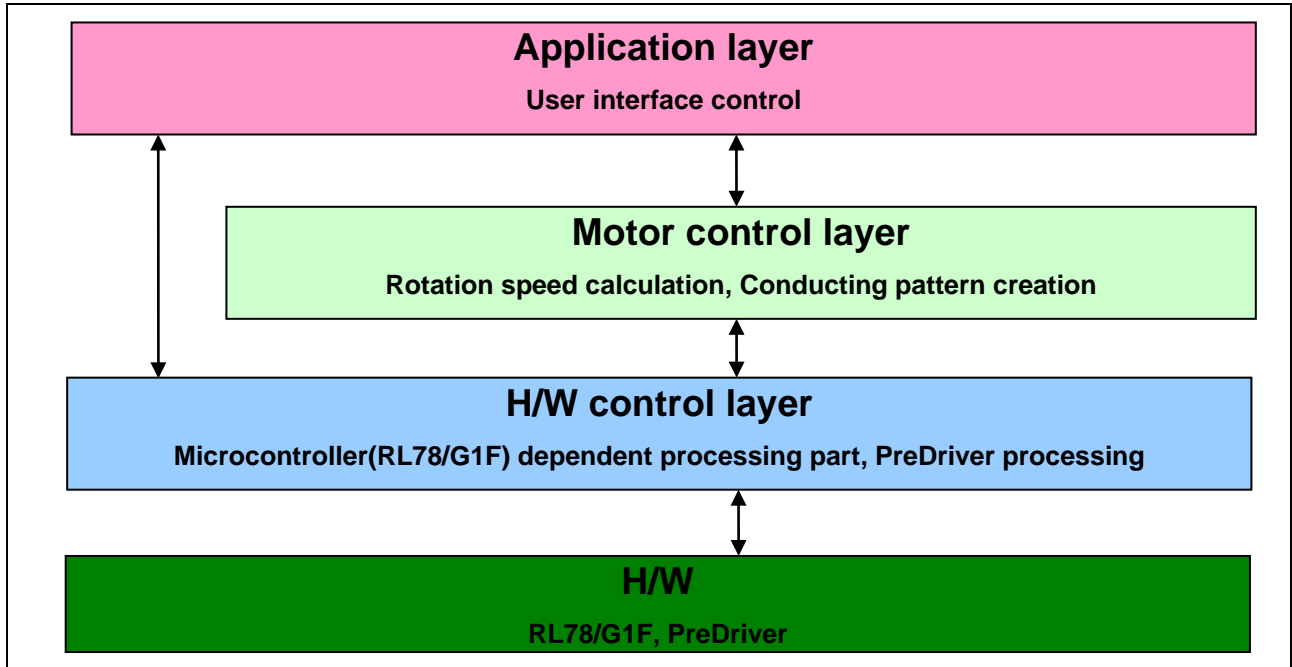 Application layer
User interface control
Motor control layer
Rotation speed calculation, Conducting pattern creation
H/W control layer
Microcontroller(RL78/G1F) dependent processing part, PreDriver processing
H/W
RL78/G1F, PreDriver